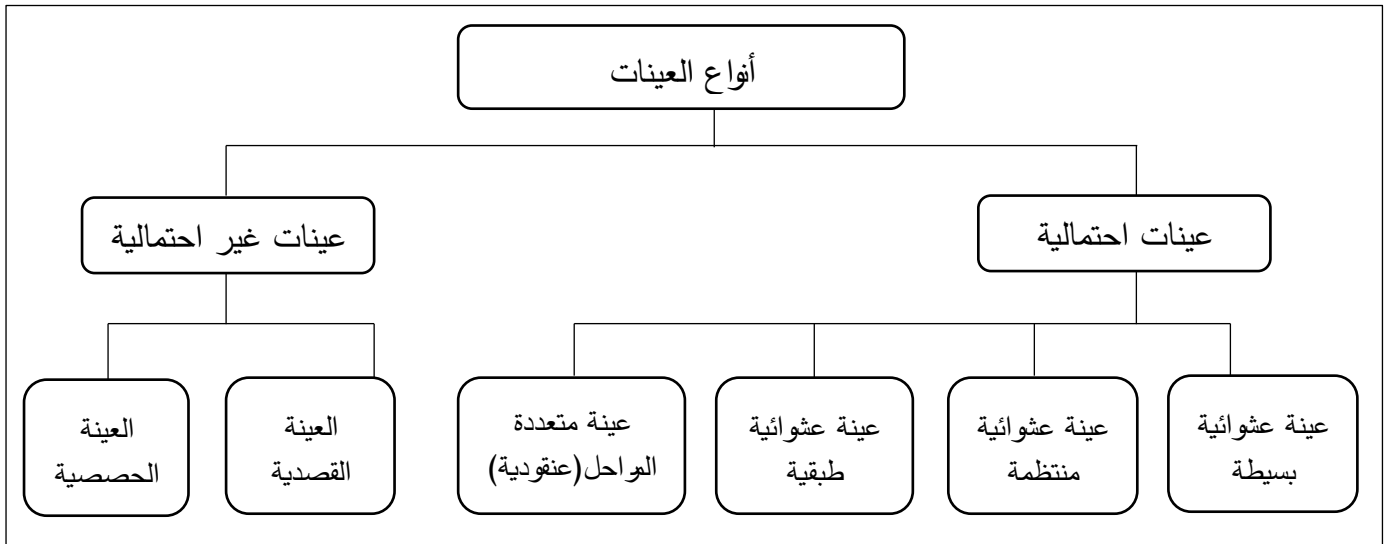 أنواع العينات
عينات احتمالية
عينات غير احتمالية
عينة عشوائية
بسيطة
عينة عشوائية
منتظمة
عينة عشوائية
طبقية
عينة متعددة
المراحل(عنقودية)
العينة
القصدية
العينة
الحصصية